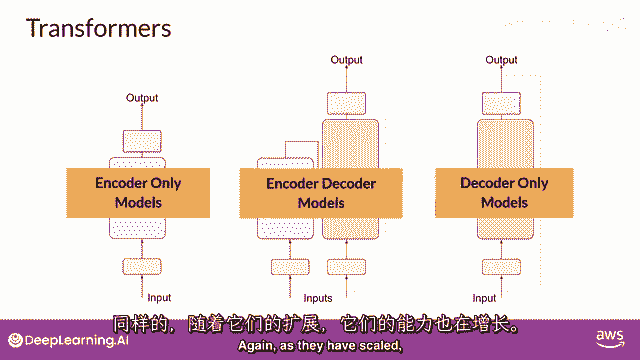 Transformers
Output
Output
Output
Encoder Only
Models
Encoder Decoder
Models
Decoder Only
Models
Input
Inputs
Input
同样的，随着它们的扩展，它们的能力也在增长。
Again, as they have scaled,
DeepLearning.AI
aws